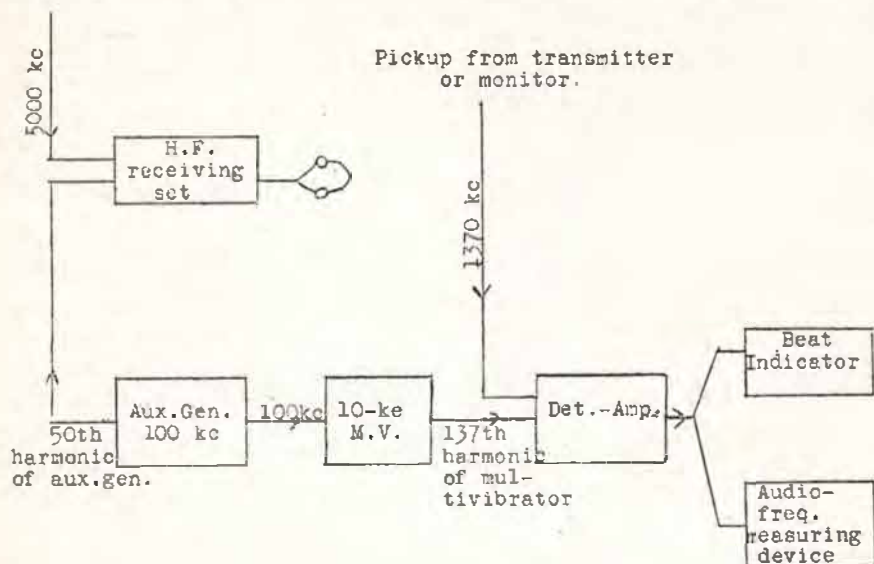 5000 kc
Pickup from transmitter
or monitor.
H.F.
receiving
set
1370 kc
Beat
Indicator
Aux.Gen.
100 kc
100kc
10-ke
M.V.
Det.-Amp.
50th
harmonic
of aux.gen.
137th
harmonic
of mul-
tivibrator
Audio-
freq.
measuring
device